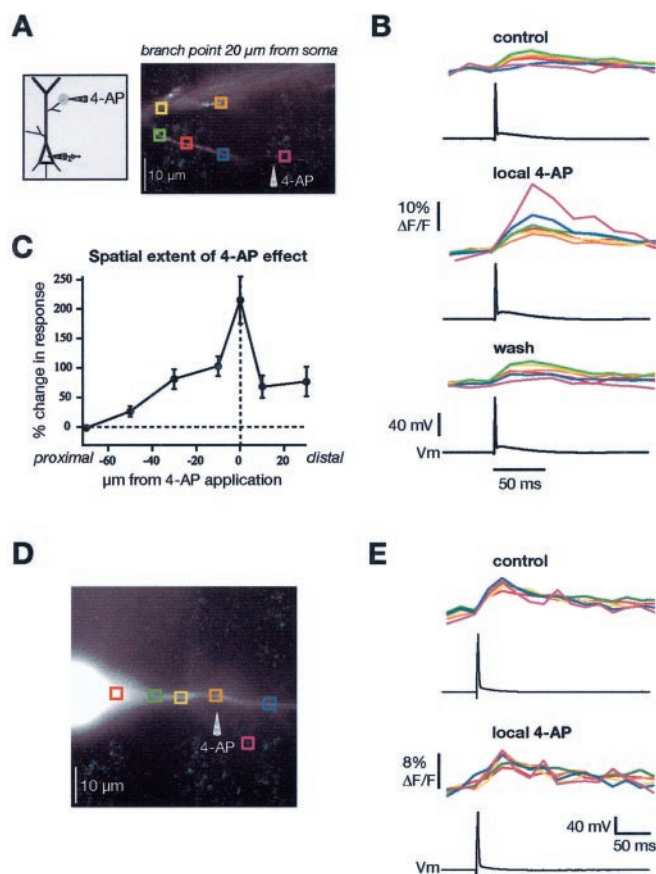 A
branch point 20 µm from soma
4-AP
10 µm
4-AP
B
control
local 4-AP
10%
ΔF/F
wash
40 mV
Vm
50 ms
C
Spatial extent of 4-AP effect
% change in response
250
200
150
100
50
0
-60
-40
-20
0
20
proximal
distal
µm from 4-AP application
D
4-AP
10 µm
E
control
local 4-AP
8%
ΔF/F
40 mV
50 ms
Vm